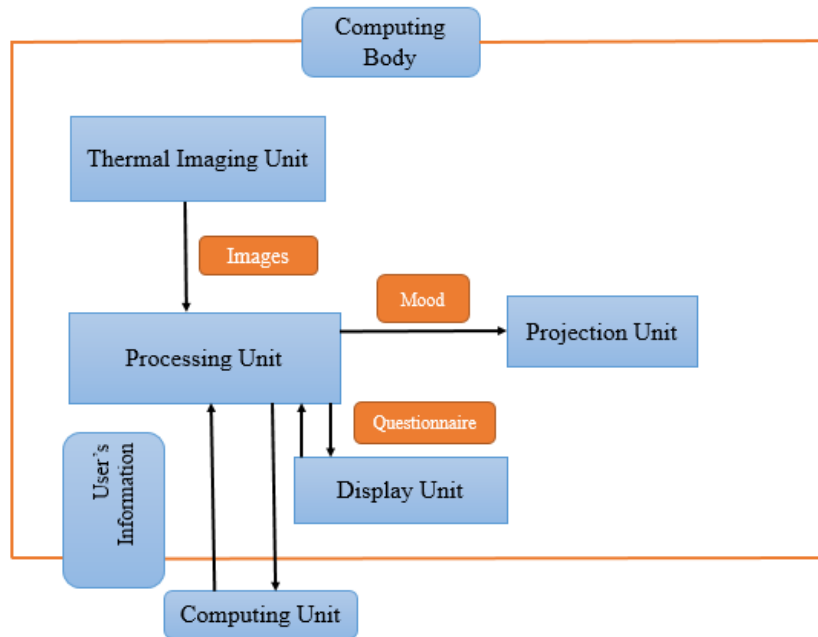 Computing
Body
Thermal Imaging Unit
Images
Mood
Projection Unit
Processing Unit
Questionnaire
User`s
Information
Display Unit
Computing Unit